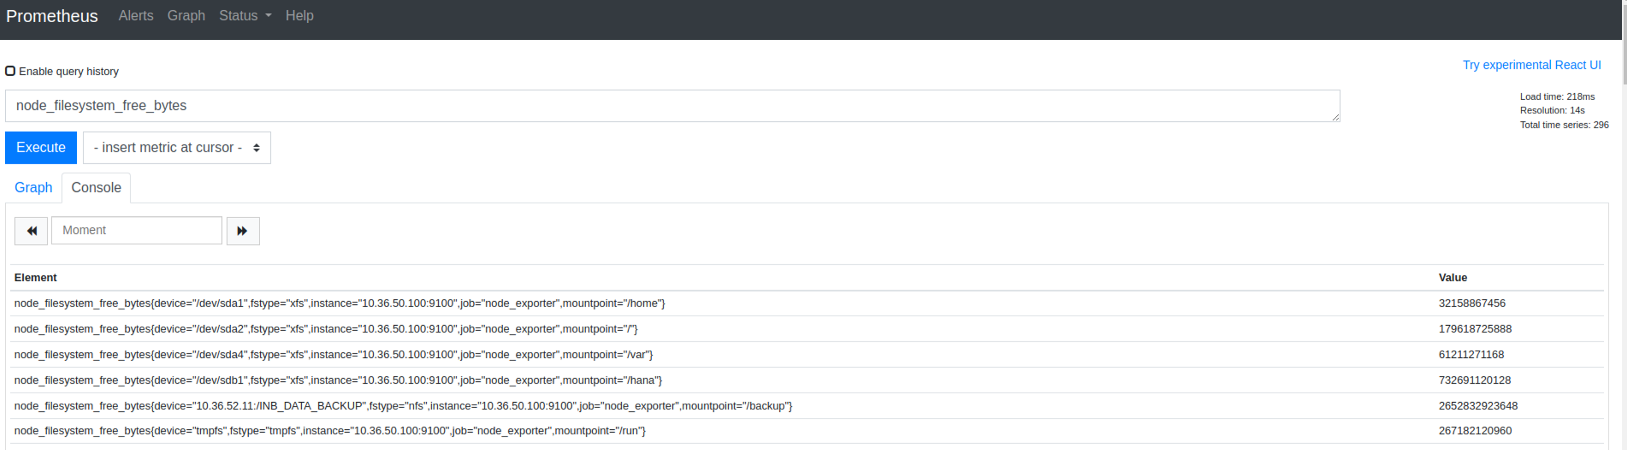 Prometheus Alerts Graph Status Help
Enable query history
Try experimental React UI
node_filesystem_free_bytes
Load time: 218ms
Resolution: 14s
Total time series: 296
Execute - insert metric at cursor -
Graph Console
Moment
Element Value
node_filesystem_free_bytes{device="/dev/sda1",fstype="xfs",instance="10.36.50.100:9100",job="node_exporter",mountpoint="/home"} 32158867456
node_filesystem_free_bytes{device="/dev/sda2",fstype="xfs",instance="10.36.50.100:9100",job="node_exporter",mountpoint="/"} 179618725888
node_filesystem_free_bytes{device="/dev/sda4",fstype="xfs",instance="10.36.50.100:9100",job="node_exporter",mountpoint="/var"} 61211271168
node_filesystem_free_bytes{device="/dev/sdb1",fstype="xfs",instance="10.36.50.100:9100",job="node_exporter",mountpoint="/hana"} 732691120128
node_filesystem_free_bytes{device="10.36.52.11:/INB_DATA_BACKUP",fstype="nfs",instance="10.36.50.100:9100",job="node_exporter",mountpoint="/backup"} 2652832923648
node_filesystem_free_bytes{device="tmpfs",fstype="tmpfs",instance="10.36.50.100:9100",job="node_exporter",mountpoint="/run"} 267182120960